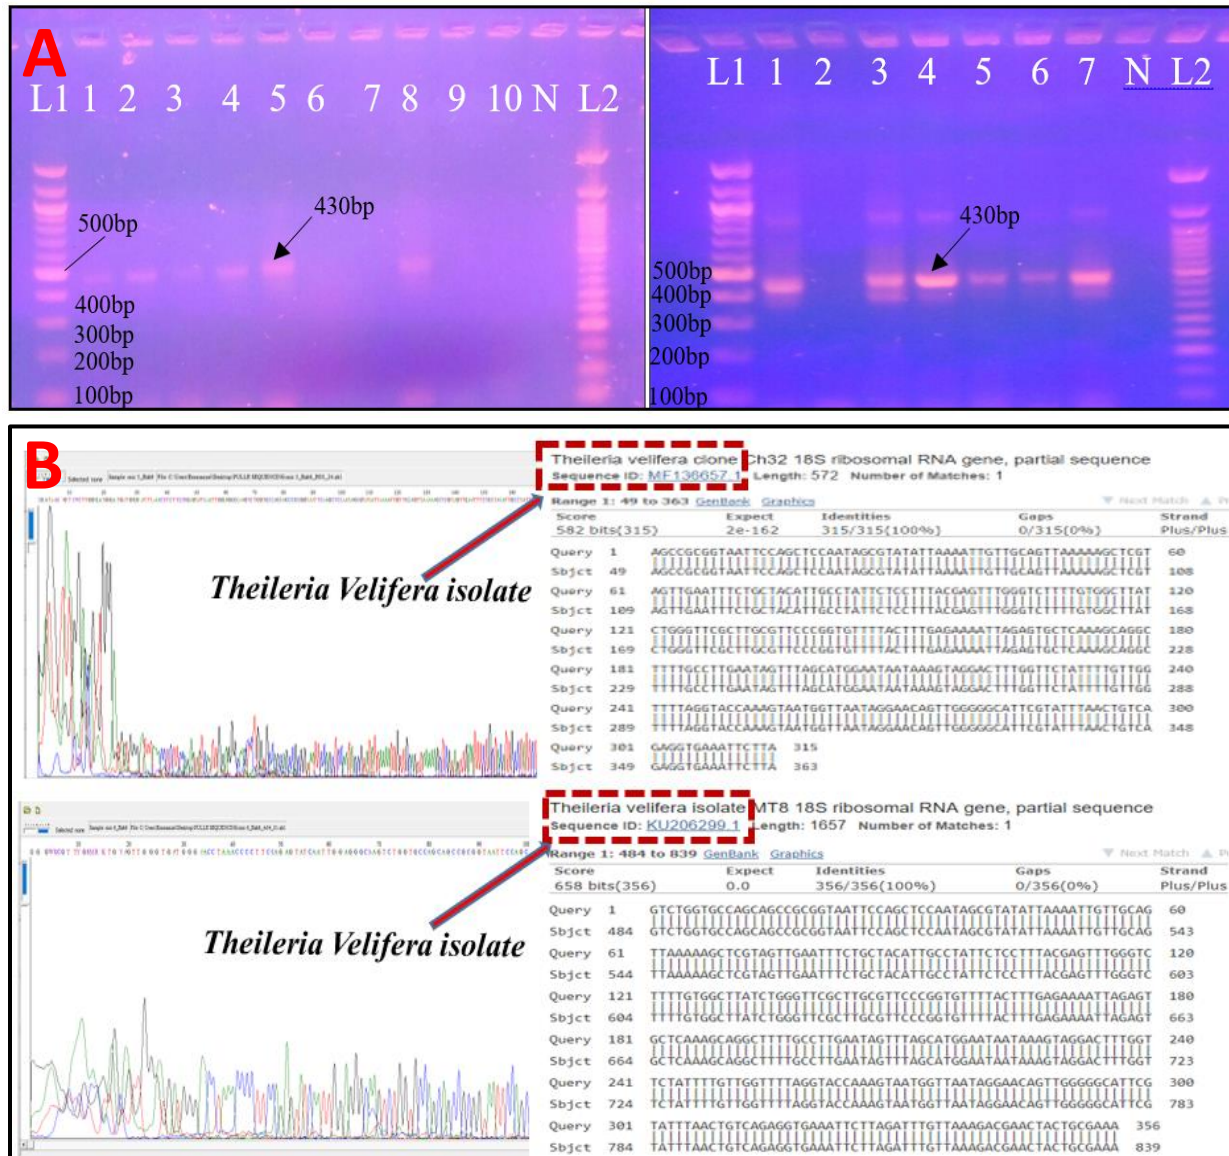 A
L1 1 2 3 4 5 6 7 8 9 10 N L2
500bp
430bp
400bp
300bp
200bp
100bp
L1 1 2 3 4 5 6 7 N L2
430bp
500bp
400bp
300bp
200bp
100bp
B
Theileria Velifera isolate
Theileria velifera clone Ch32 18S ribosomal RNA gene, partial sequence
Sequence ID: MF136657.1 Length: 572 Number of Matches: 1
Range 1: 49 to 363 GenBank Graphics Next Match
Score Expect Identities Gaps Strand
582 bits(315) 2e-162 315/315(100%) 0/315(0%) Plus/Plus
Query 1 AGCCGCGGTAATTCCAGCTCCAATAGCGTATATTAAAATTGTTGCAGTTAAAAAGCTCGT 60
Sbjct 49 AGCCGCGGTAATTCCAGCTCCAATAGCGTATATTAAAATTGTTGCAGTTAAAAAGCTCGT 108
Query 61 AGTTGAATTTCTGCTACATTGCCTATTCTCCTTTACGAGTTTGGGTCTTTTGTGGCTTAT 120
Sbjct 109 AGTTGAATTTCTGCTACATTGCCTATTCTCCTTTACGAGTTTGGGTCTTTTGTGGCTTAT 168
Query 121 CTGGGTTCGCTTGCGTTCCCGGTGTTTTACTTTGAGAAAATTAGAGTGCTCAAAGCAGGC 180
Sbjct 169 CTGGGTTCGCTTGCGTTCCCGGTGTTTTACTTTGAGAAAATTAGAGTGCTCAAAGCAGGC 228
Query 181 TTTTGCCTTGAATAGTTTAGCATGGAATAATAAAGTAGGACTTTGGTTCTATTTTGTTGG 240
Sbjct 229 TTTTGCCTTGAATAGTTTAGCATGGAATAATAAAGTAGGACTTTGGTTCTATTTTGTTGG 288
Query 241 TTTTAGGTACCAAAGTAATGGTTAATAGGAACAGTTGGGGGCATTCGTATTTAACTGTCA 300
Sbjct 289 TTTTAGGTACCAAAGTAATGGTTAATAGGAACAGTTGGGGGCATTCGTATTTAACTGTCA 348
Query 301 GAGGTGAAATTCTTA 315
Sbjct 349 GAGGTGAAATTCTTA 363
Theileria Velifera isolate
Theileria velifera isolate MT8 18S ribosomal RNA gene, partial sequence
Sequence ID: KU206299.1 Length: 1657 Number of Matches: 1
Range 1: 484 to 839 GenBank Graphics Next Match
Score Expect Identities Gaps Strand
658 bits(356) 0.0 356/356(100%) 0/356(0%) Plus/Plus
Query 1 GTCTGGTGCCAGCAGCCGCGGTAATTCCAGCTCCAATAGCGTATATTAAAATTGTTGCAG 60
Sbjct 484 GTCTGGTGCCAGCAGCCGCGGTAATTCCAGCTCCAATAGCGTATATTAAAATTGTTGCAG 543
Query 61 TTAAAAAGCTCGTAGTTGAATTTCTGCTACATTGCCTATTCTCCTTTACGAGTTTGGGTC 120
Sbjct 544 TTAAAAAGCTCGTAGTTGAATTTCTGCTACATTGCCTATTCTCCTTTACGAGTTTGGGTC 603
Query 121 TTTTGTGGCTTATCTGGGTTCGCTTGCGTTCCCGGTGTTTTACTTTGAGAAAATTAGAGT 180
Sbjct 604 TTTTGTGGCTTATCTGGGTTCGCTTGCGTTCCCGGTGTTTTACTTTGAGAAAATTAGAGT 663
Query 181 GCTCAAAGCAGGCTTTTGCCTTGAATAGTTTAGCATGGAATAATAAAGTAGGACTTTGGT 240
Sbjct 664 GCTCAAAGCAGGCTTTTGCCTTGAATAGTTTAGCATGGAATAATAAAGTAGGACTTTGGT 723
Query 241 TCTATTTTGTTGGTTTTAGGTACCAAAGTAATGGTTAATAGGAACAGTTGGGGGCATTCG 300
Sbjct 724 TCTATTTTGTTGGTTTTAGGTACCAAAGTAATGGTTAATAGGAACAGTTGGGGGCATTCG 783
Query 301 TATTTAACTGTCAGAGGTGAAATTCTTAGATTTGTTAAAGACGAACTACTGCGAAA 356
Sbjct 784 TATTTAACTGTCAGAGGTGAAATTCTTAGATTTGTTAAAGACGAACTACTGCGAAA 839